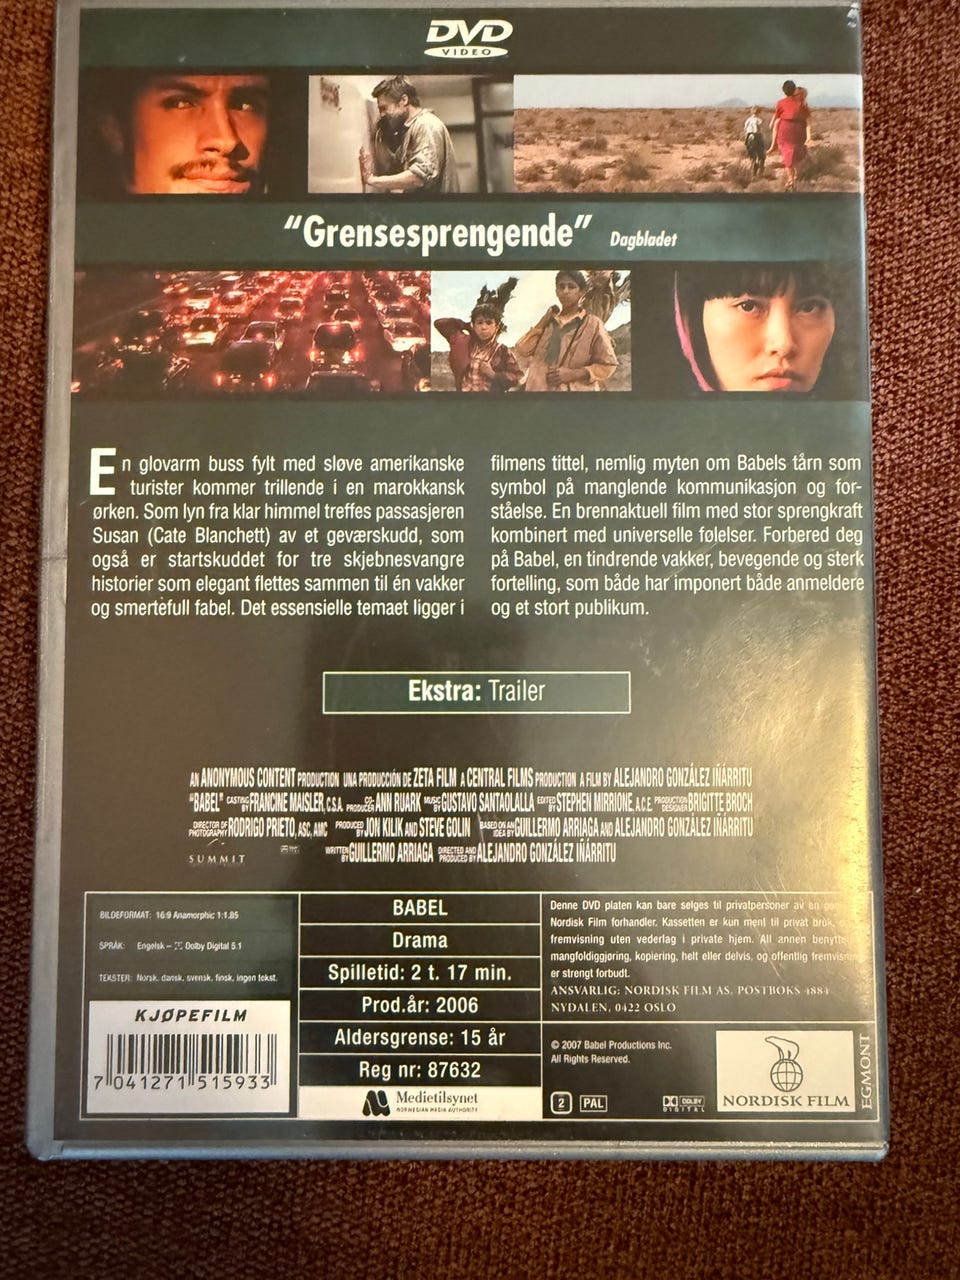 DVD
VIDEO
“Grensesprengende” Dagbladet
En glovarm buss fylt med sløve amerikanske
turister kommer trillende i en marokkansk
ørken. Som lyn fra klar himmel treffes passasjeren
Susan (Cate Blanchett) av et geværskudd, som
også er startskuddet for tre skjebnesvangre
historier som elegant flettes sammen til én vakker
og smertefull fabel. Det essensielle temaet ligger i
filmens tittel, nemlig myten om Babels tårn som
symbol på manglende kommunikasjon og for-
ståelse. En brennaktuell film med stor sprengkraft
kombinert med universelle følelser. Forbered deg
på Babel, en tindrende vakker, bevegende og sterk
fortelling, som både har imponert både anmeldere
og et stort publikum.
Ekstra: Trailer
AN ANONYMOUS CONTENT PRODUCTION UNA PRODUCCIÓN DE ZETA FILM A CENTRAL FILMS PRODUCTION A FILM BY ALEJANDRO GONZÁLEZ IÑÁRRITU
“BABEL” CASTING BY FRANCINE MAISLER, C.S.A. CO-PRODUCER ANN RUARK MUSIC BY GUSTAVO SANTAOLALLA EDITED BY STEPHEN MIRRIONE, A.C.E. PRODUCTION DESIGNER BRIGITTE BROCH
DIRECTOR OF PHOTOGRAPHY RODRIGO PRIETO, ASC, AMC PRODUCED BY JON KILIK AND STEVE GOLIN BASED ON AN IDEA BY GUILLERMO ARRIAGA AND ALEJANDRO GONZÁLEZ IÑÁRRITU
SUMMIT WRITTEN BY GUILLERMO ARRIAGA DIRECTED AND PRODUCED BY ALEJANDRO GONZÁLEZ IÑÁRRITU
BILDEFORMAT: 16:9 Anamorphic 1:1.85
SPRÅK: Engelsk – Dolby Digital 5.1
TEKSTER: Norsk, dansk, svensk, finsk, ingen tekst.
KJØPEFILM
7 041271 515933
BABEL
Drama
Spilletid: 2 t. 17 min.
Prod.år: 2006
Aldersgrense: 15 år
Reg nr: 87632
Medietilsynet
NORWEGIAN MEDIA AUTHORITY
Denne DVD platen kan bare selges til privatpersoner av en
Nordisk Film forhandler. Kassetten er kun ment til privat bruk,
fremvisning uten vederlag i private hjem. All annen
mangfoldiggjøring, kopiering, helt eller delvis, og offentlig fremvisning
er strengt forbudt.
ANSVARLIG: NORDISK FILM AS, POSTBOKS 4884
NYDALEN, 0422 OSLO
© 2007 Babel Productions Inc.
All Rights Reserved.
2 PAL
DOLBY
DIGITAL
NORDISK FILM
EGMONT